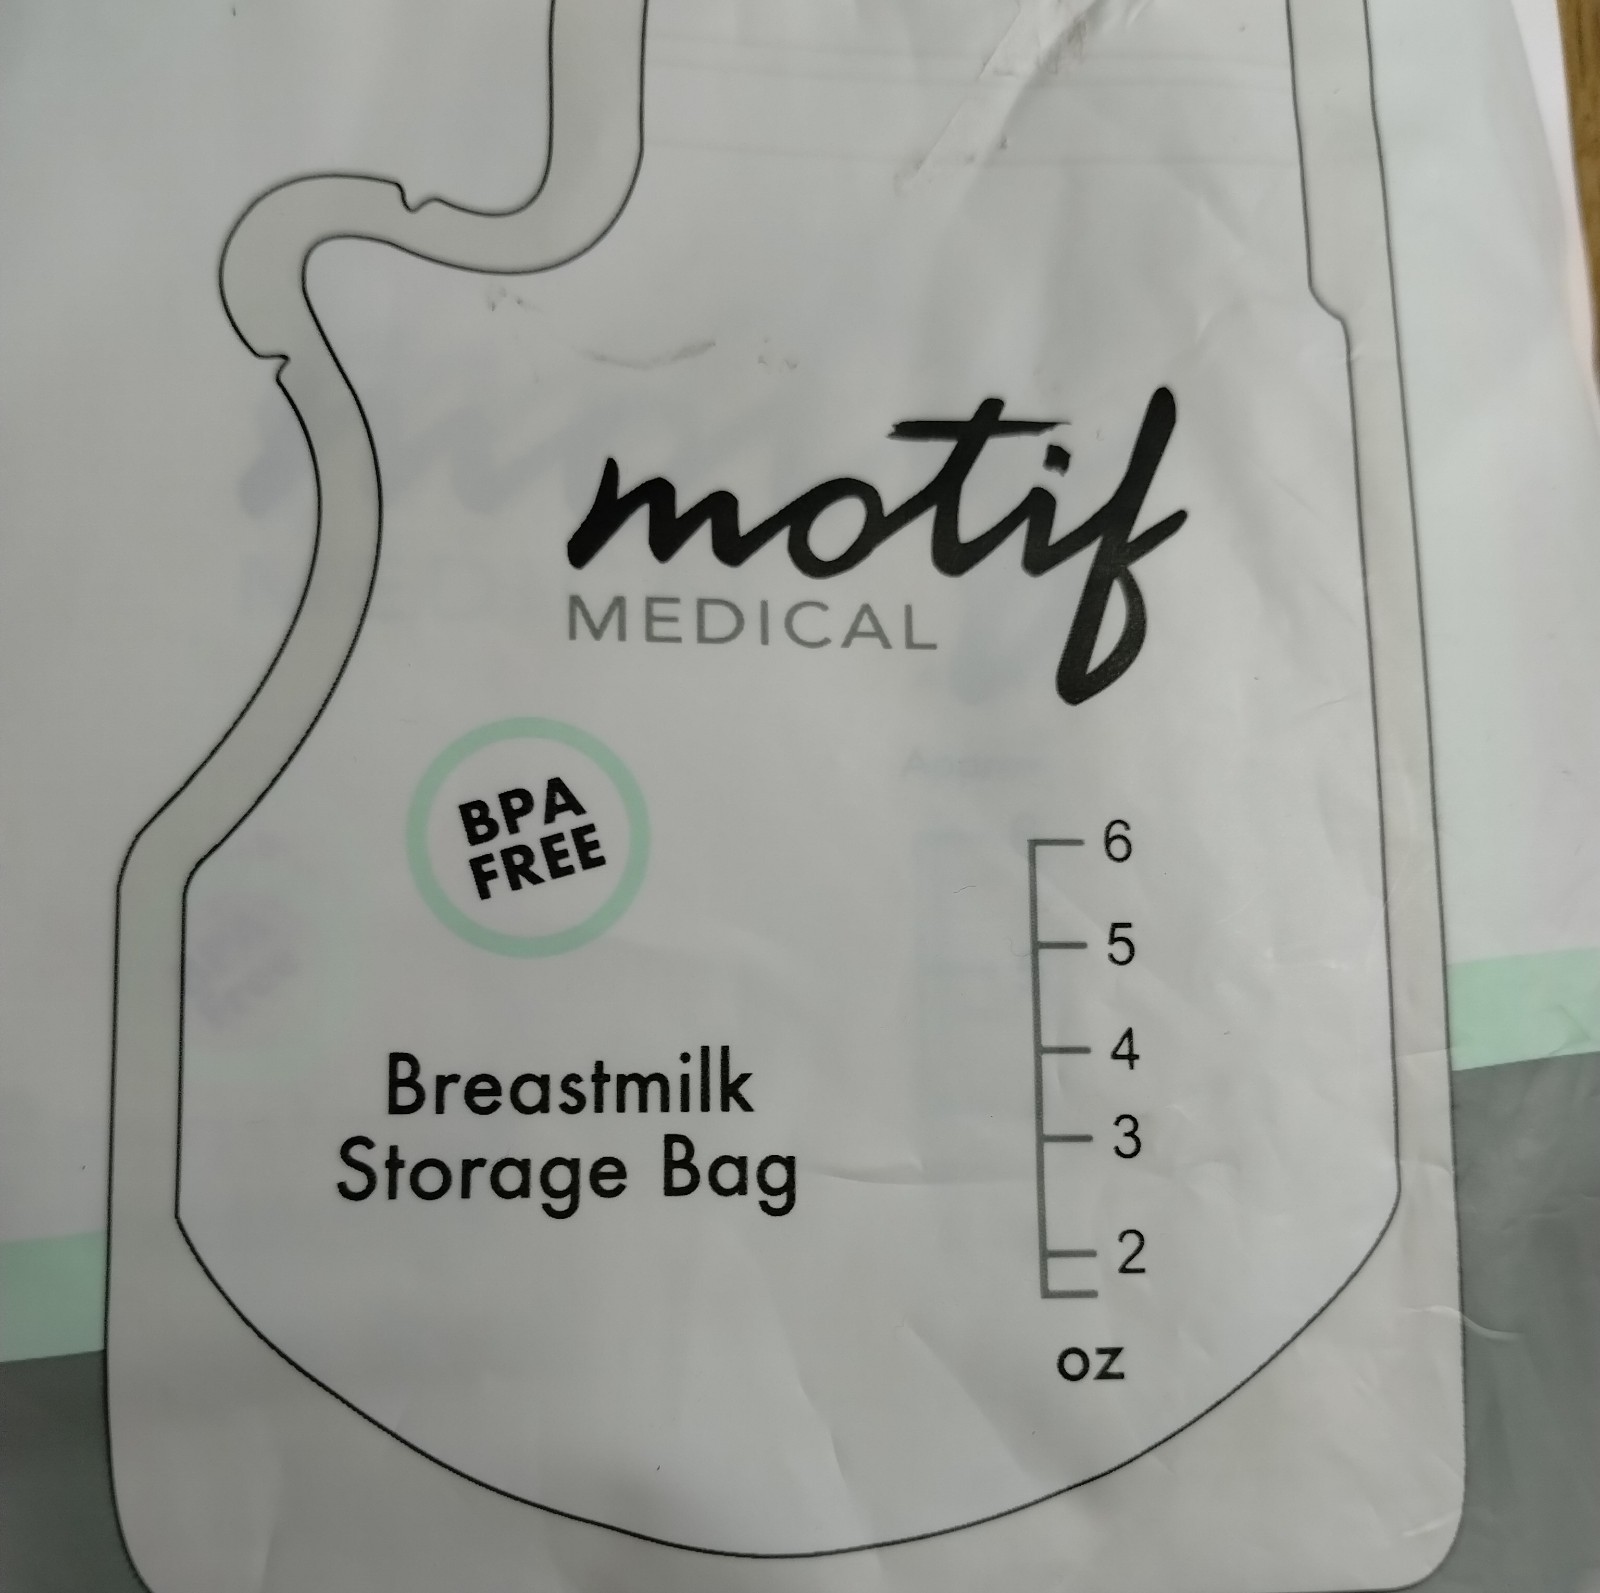 motif
MEDICAL
BPA
FREE
6
5
4
3
2
oz
Breastmilk
Storage Bag